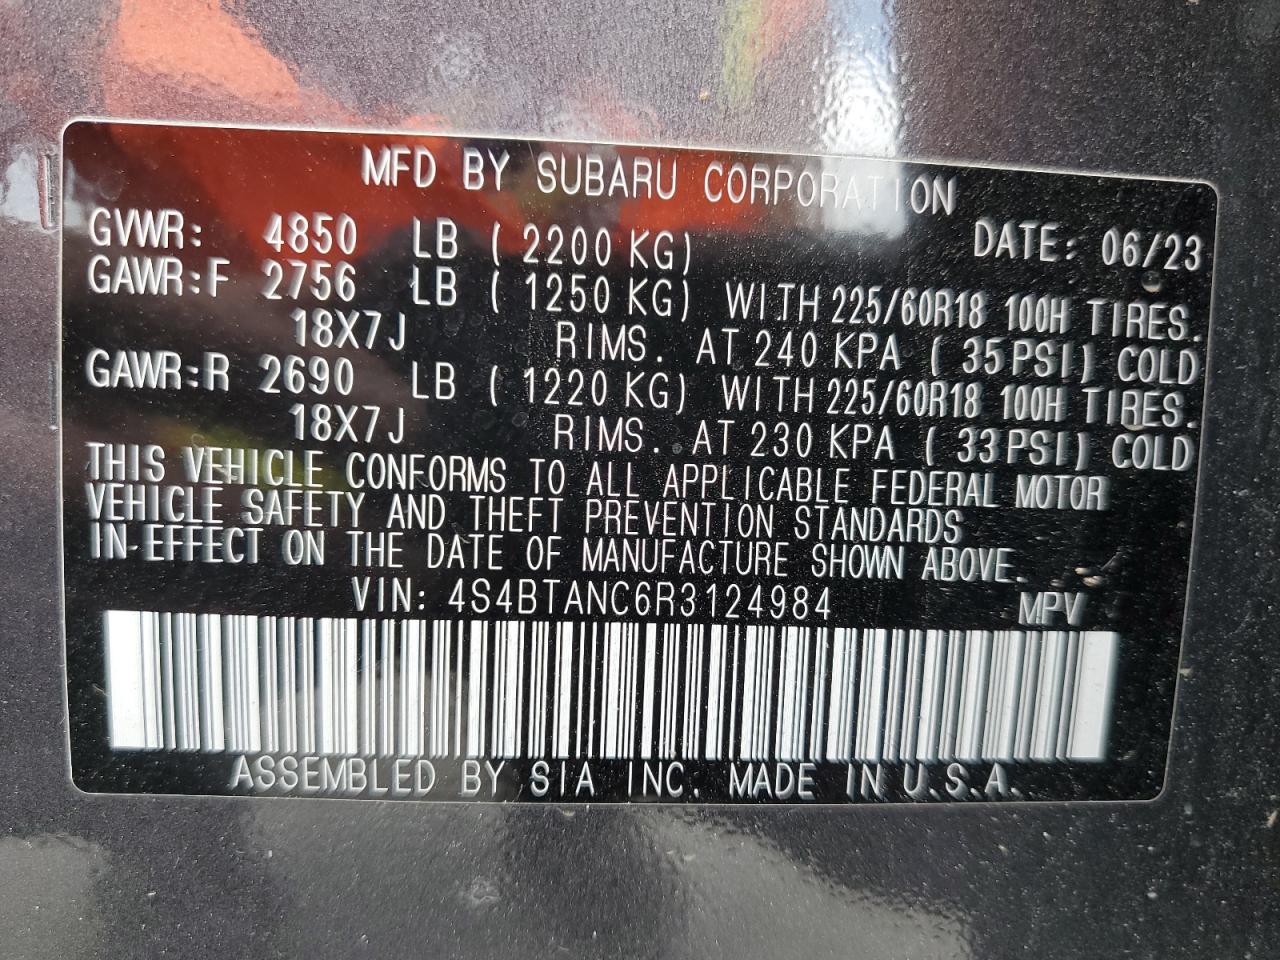 MFD BY SUBARU CORPORATION
GVWR: 4850 LB ( 2200 KG) DATE: 06/23
GAWR:F 2756 LB ( 1250 KG) WITH 225/60R18 100H TIRES.
18X7J RIMS. AT 240 KPA ( 35PSI) COLD
GAWR:R 2690 LB ( 1220 KG) WITH 225/60R18 100H TIRES.
18X7J RIMS. AT 230 KPA ( 33PSI) COLD
THIS VEHICLE CONFORMS TO ALL APPLICABLE FEDERAL MOTOR
VEHICLE SAFETY AND THEFT PREVENTION STANDARDS
IN EFFECT ON THE DATE OF MANUFACTURE SHOWN ABOVE.
VIN: 4S4BTANC6R3124984 MPV
ASSEMBLED BY SIA INC. MADE IN U.S.A.